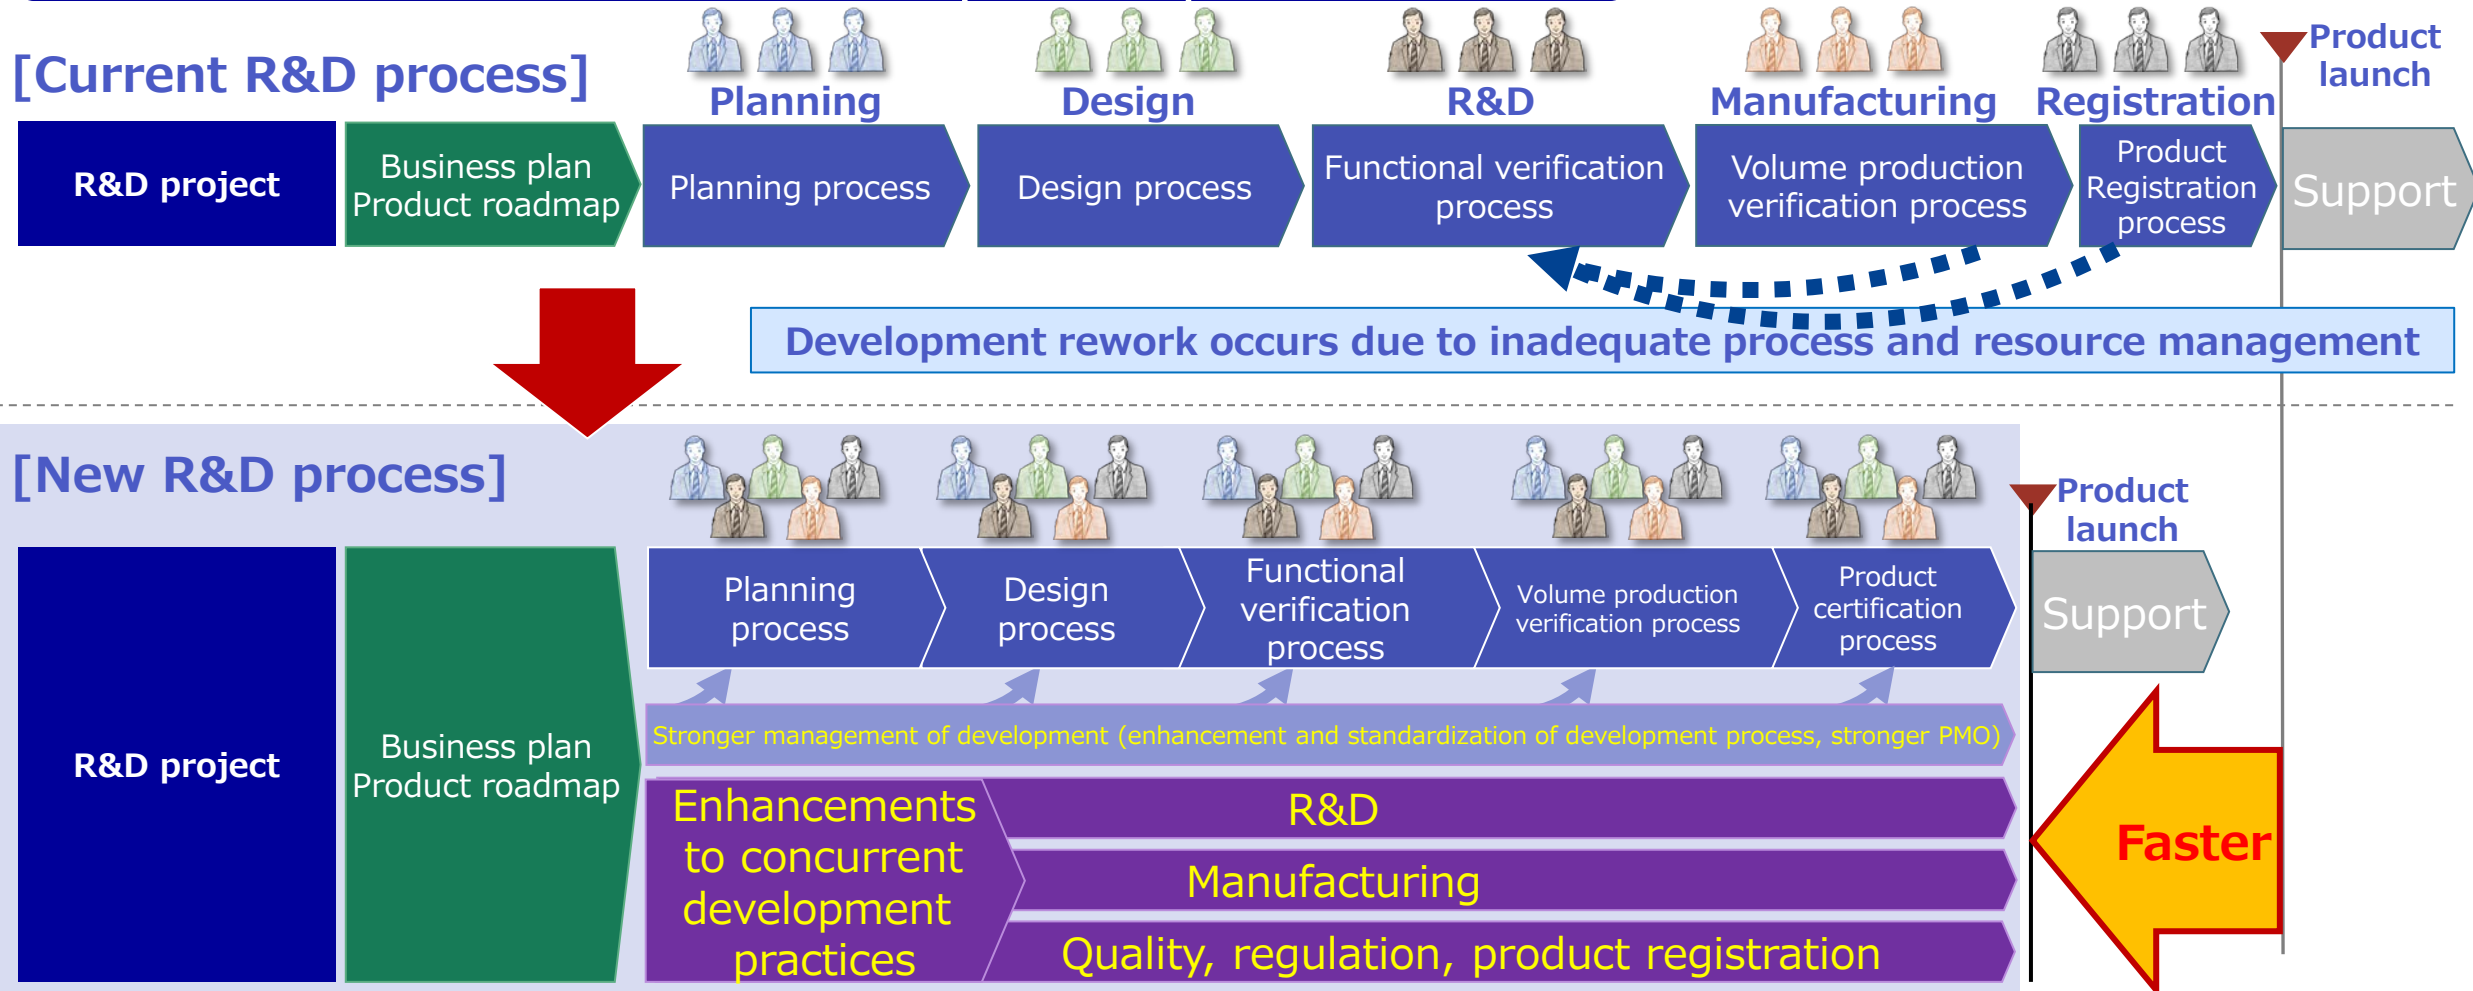 [Current R&D process]
Planning
Design
R&D
Manufacturing
Registration
Product
launch
R&D project
Business plan
Product roadmap
Planning process
Design process
Functional verification
process
Volume production
verification process
Product
Registration
process
Support
Development rework occurs due to inadequate process and resource management
[New R&D process]
Product
launch
R&D project
Business plan
Product roadmap
Planning
process
Design
process
Functional
verification
process
Volume production
verification process
Product
certification
process
Support
Stronger management of development (enhancement and standardization of development process, stronger PMO)
Enhancements
to concurrent
development
practices
R&D
Manufacturing
Quality, regulation, product registration
Faster